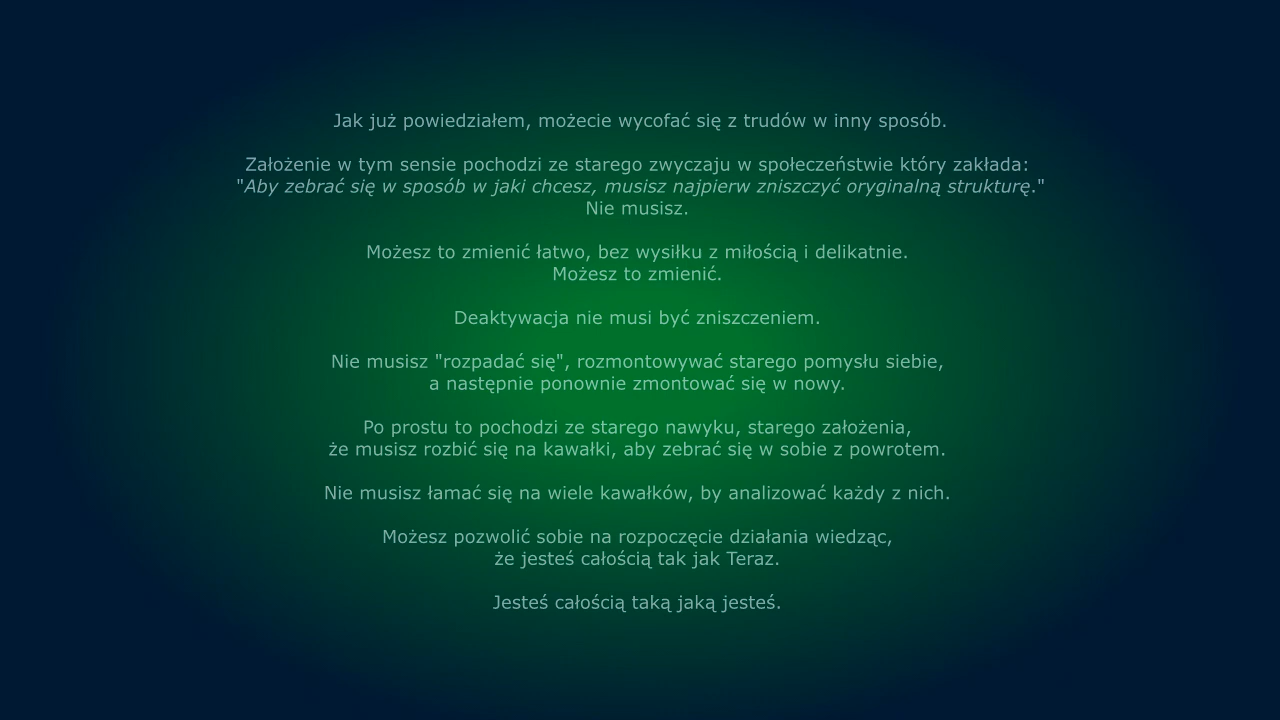 Jak już powiedziałem, możecie wycofać się z trudów w inny sposób.
Założenie w tym sensie pochodzi ze starego zwyczaju w społeczeństwie który zakłada:
"Aby zebrać się w sposób w jaki chcesz, musisz najpierw zniszczyć oryginalną strukturę."
Nie musisz.
Możesz to zmienić łatwo, bez wysiłku z miłością i delikatnie.
Możesz to zmienić.
Deaktywacja nie musi być zniszczeniem.
Nie musisz "rozpadać się", rozmontowywać starego pomysłu siebie,
a następnie ponownie zmontować się w nowy.
Po prostu to pochodzi ze starego nawyku, starego założenia,
że musisz rozbić się na kawałki, aby zebrać się w sobie z powrotem.
Nie musisz łamać się na wiele kawałków, by analizować każdy z nich.
Możesz pozwolić sobie na rozpoczęcie działania wiedząc,
że jesteś całością tak jak Teraz.
Jesteś całością taką jaką jesteś.